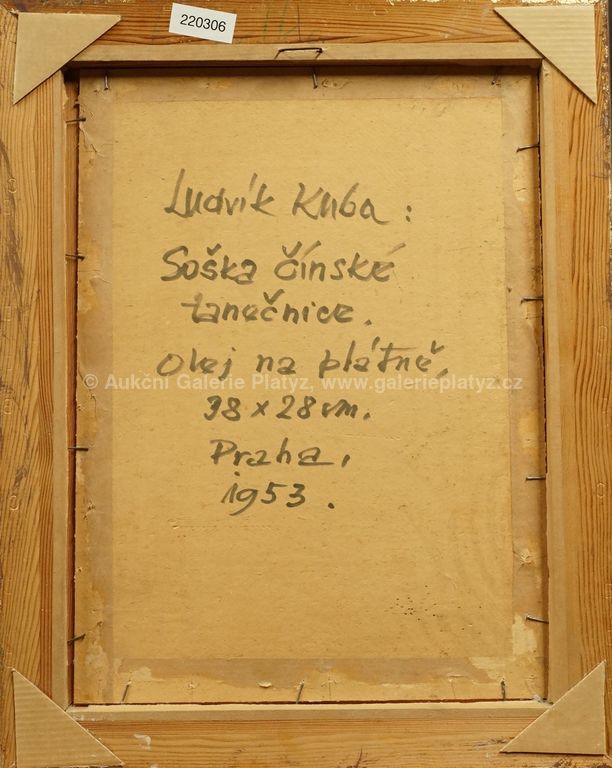 220306
Ludvík Kuba:
Soška čínské
tanečnice.
Olej na plátně,
© Aukční Galerie Platyz, www.galerieplatyz.cz
38 x 28 cm.
Praha,
1953.